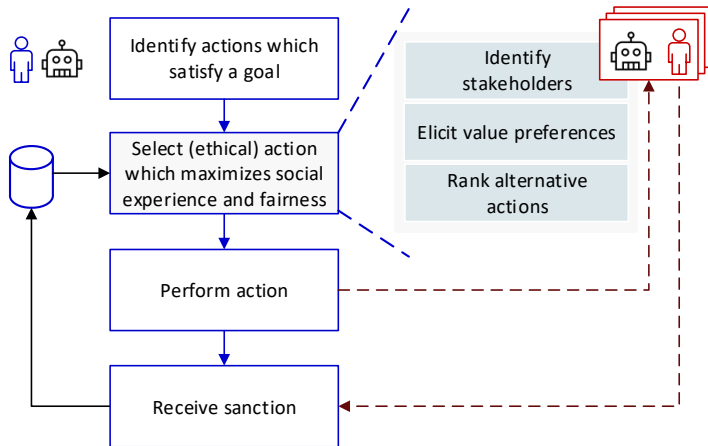 Identify actions which
satisfy a goal
Select (ethical) action
which maximizes social
experience and fairness
Perform action
Receive sanction
Identify
stakeholders
Elicit value preferences
Rank alternative
actions